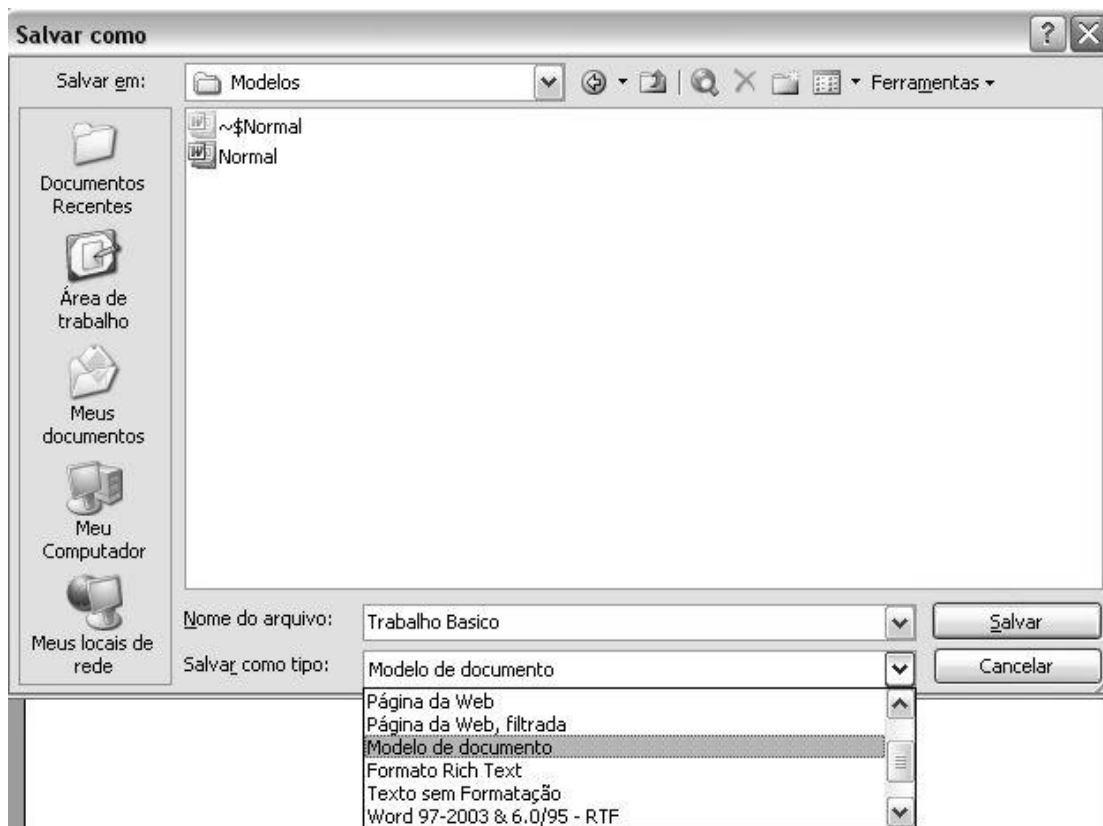 Salvar como
Salvar em:
Modelos
Ferramentas
~$Normal
Normal
Documentos
Recentes
Área de
trabalho
Meus
documentos
Meu
Computador
Meus locais de
rede
Nome do arquivo:
Trabalho Basico
Salvar
Salvar como tipo:
Modelo de documento
Cancelar
Página da Web
Página da Web, filtrada
Modelo de documento
Formato Rich Text
Texto sem Formatação
Word 97-2003 & 6.0/95 - RTF